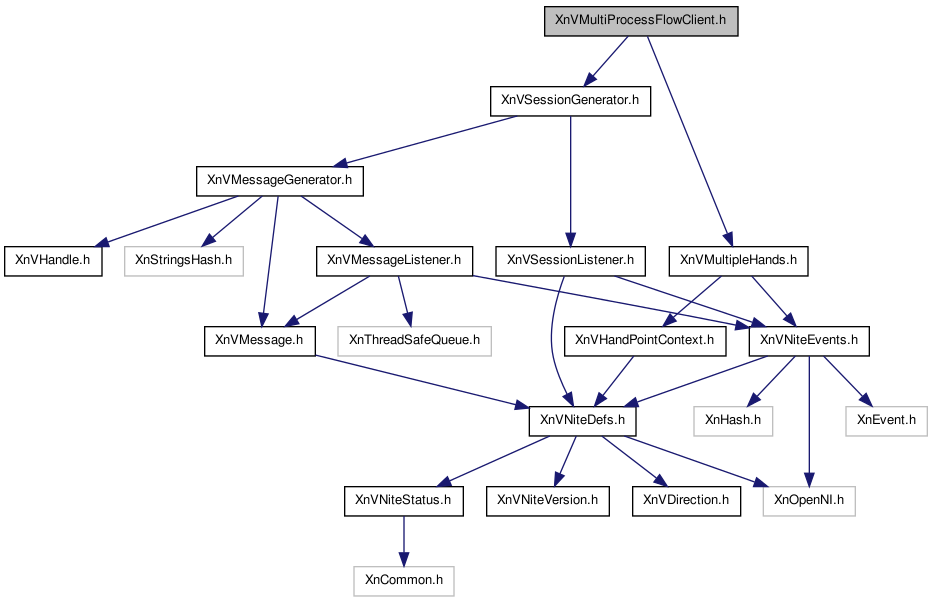 XnVMultiProcessFlowClient.h
XnVSessionGenerator.h
XnVMessageGenerator.h
XnVHandle.h
XnStringsHash.h
XnVMessageListener.h
XnVSessionListener.h
XnVMultipleHands.h
XnVMessage.h
XnThreadSafeQueue.h
XnVHandPointContext.h
XnVNiteEvents.h
XnVNiteDefs.h
XnHash.h
XnEvent.h
XnVNiteStatus.h
XnVNiteVersion.h
XnVDirection.h
XnOpenNI.h
XnCommon.h